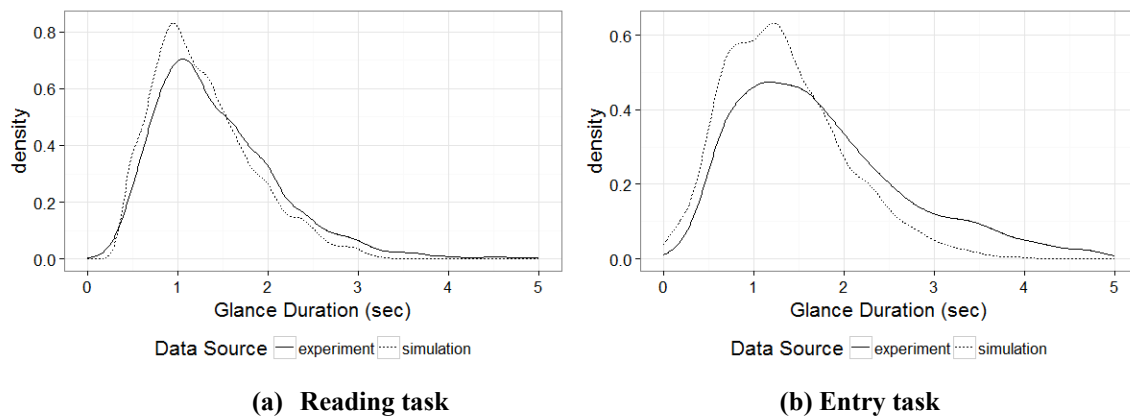 density
0.8
0.6
0.4
0.2
0.0
0 1 2 3 4 5
Glance Duration (sec)
Data Source experiment simulation
(a) Reading task
density
0.6
0.4
0.2
0.0
0 1 2 3 4 5
Glance Duration (sec)
Data Source experiment simulation
(b) Entry task